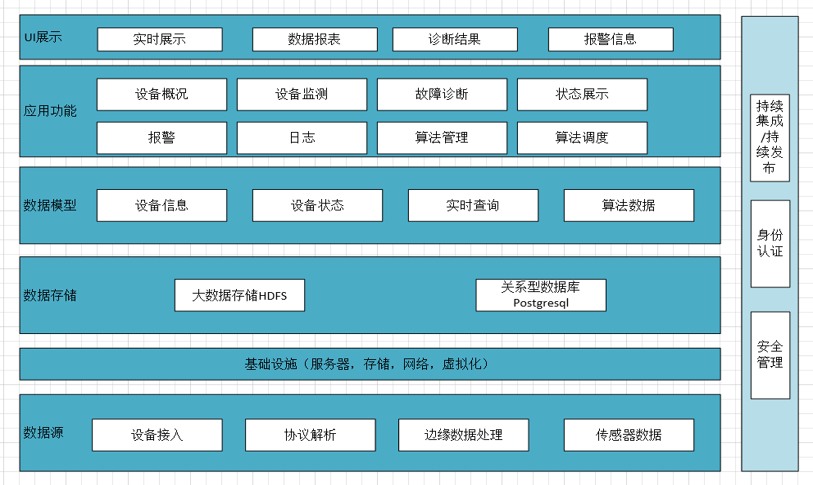 UI展示
实时展示
数据报表
诊断结果
报警信息
应用功能
设备概况
设备监测
故障诊断
状态展示
报警
日志
算法管理
算法调度
数据模型
设备信息
设备状态
实时查询
算法数据
数据存储
大数据存储HDFS
关系型数据库
Postgresql
基础设施（服务器，存储，网络，虚拟化）
数据源
设备接入
协议解析
边缘数据处理
传感器数据
持续
集成
/持
续发
布
身份
认证
安全
管理